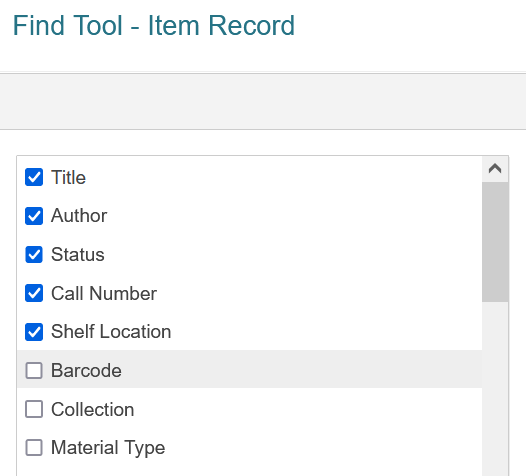 Find Tool - Item Record
Title
Author
Status
Call Number
Shelf Location
Barcode
Collection
Material Type